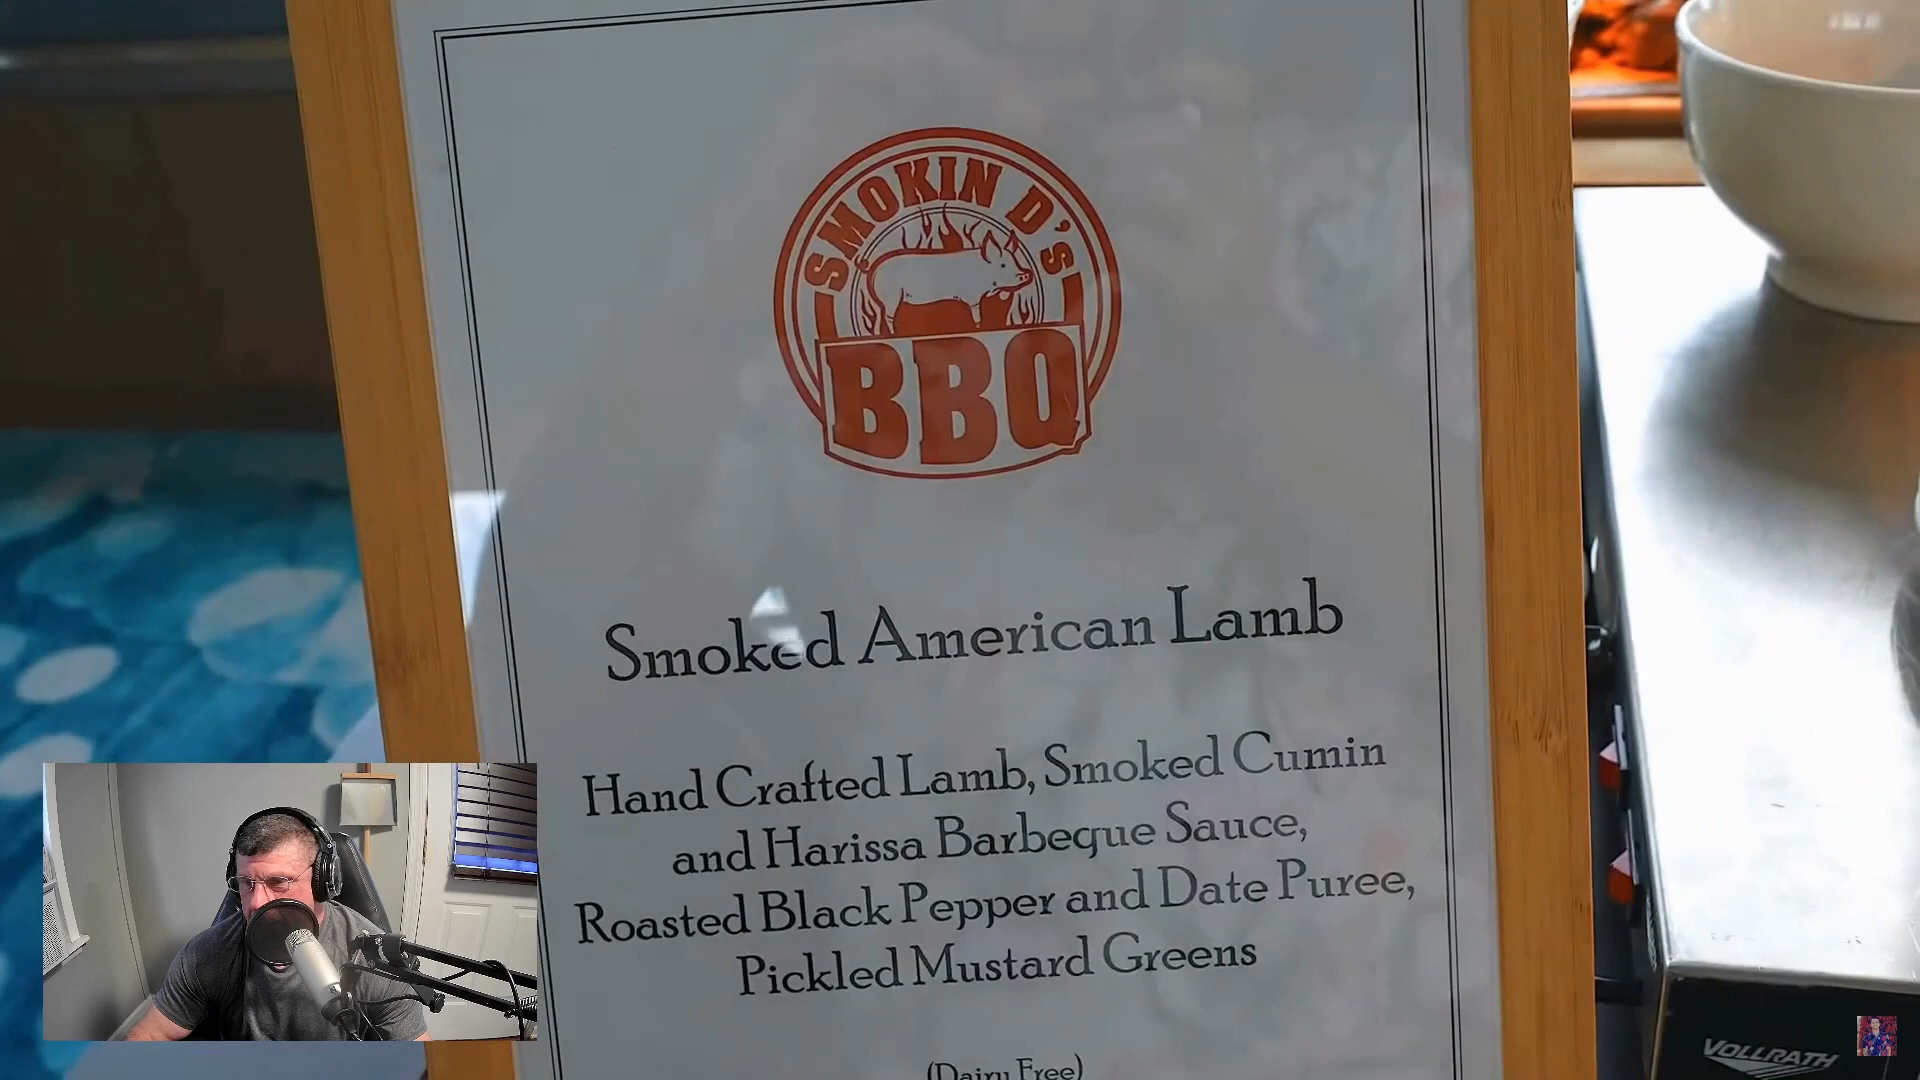 SMOKIN D'S
BBQ
Smoked American Lamb
Hand Crafted Lamb, Smoked Cumin
and Harissa Barbeque Sauce,
Roasted Black Pepper and Date Puree,
Pickled Mustard Greens
(Dairy Free)
VOLLRATH